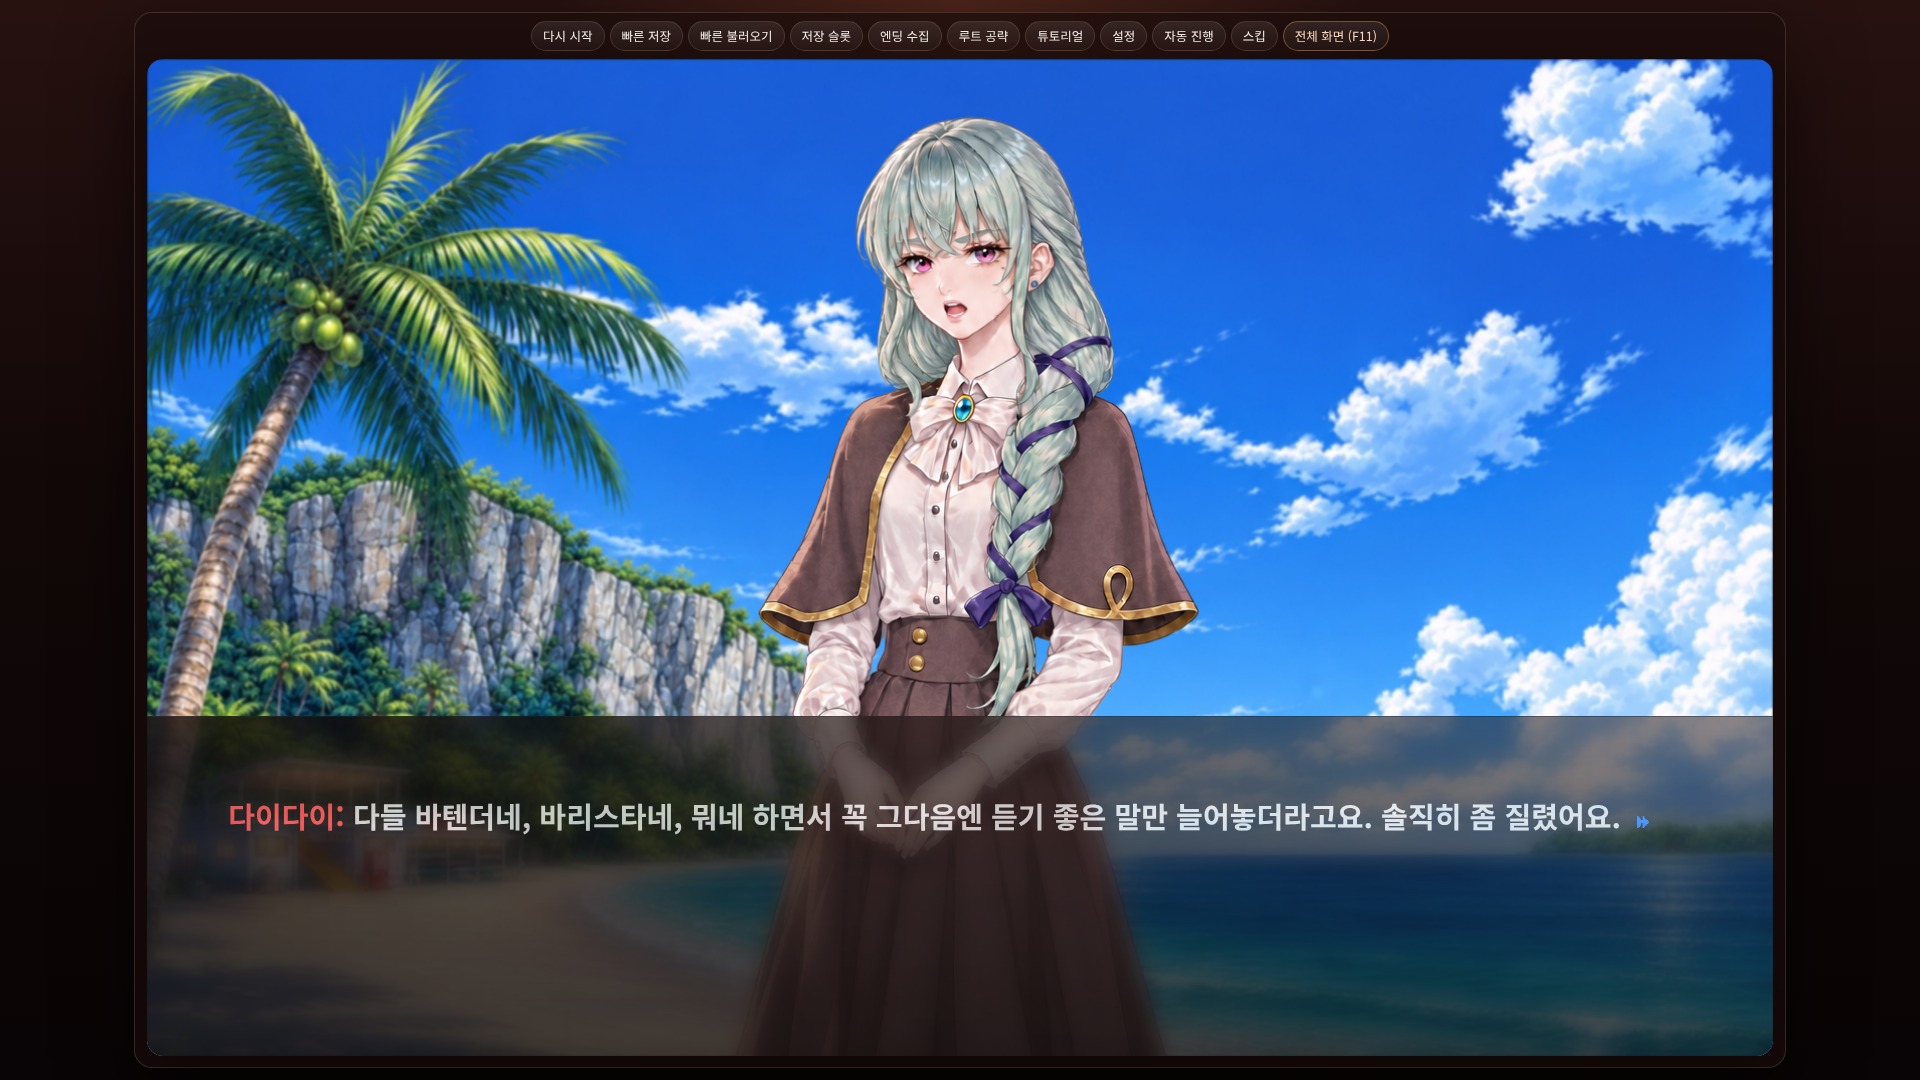 다시 시작
빠른 저장
빠른 불러오기
저장 슬롯
엔딩 수집
루트 공략
튜토리얼
설정
자동 진행
스킵
전체 화면 (F11)
다이다이: 다들 바텐더네, 바리스타네, 뭐네 하면서 꼭 그다음엔 듣기 좋은 말만 늘어놓더라고요. 솔직히 좀 질렸어요.